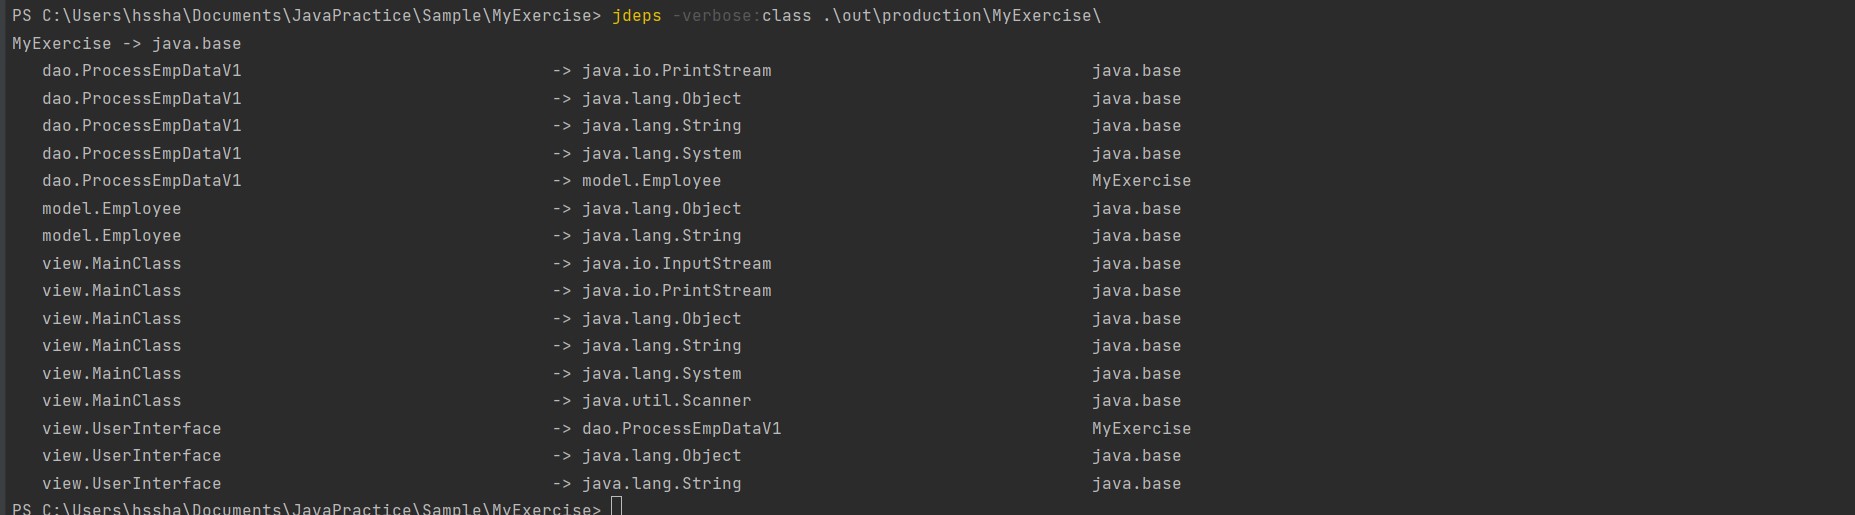 PS C:\Users\hssha\Documents\JavaPractice\Sample\MyExercise> jdeps -verbose:class .\out\production\MyExercise\
MyExercise -> java.base
   dao.ProcessEmpDataV1                               -> java.io.PrintStream                                java.base
   dao.ProcessEmpDataV1                               -> java.lang.Object                                   java.base
   dao.ProcessEmpDataV1                               -> java.lang.String                                   java.base
   dao.ProcessEmpDataV1                               -> java.lang.System                                   java.base
   dao.ProcessEmpDataV1                               -> model.Employee                                     MyExercise
   model.Employee                                     -> java.lang.Object                                   java.base
   model.Employee                                     -> java.lang.String                                   java.base
   view.MainClass                                     -> java.io.InputStream                                java.base
   view.MainClass                                     -> java.io.PrintStream                                java.base
   view.MainClass                                     -> java.lang.Object                                   java.base
   view.MainClass                                     -> java.lang.String                                   java.base
   view.MainClass                                     -> java.lang.System                                   java.base
   view.MainClass                                     -> java.util.Scanner                                  java.base
   view.UserInterface                                 -> dao.ProcessEmpDataV1                               MyExercise
   view.UserInterface                                 -> java.lang.Object                                   java.base
   view.UserInterface                                 -> java.lang.String                                   java.base
PS C:\Users\hssha\Documents\JavaPractice\Sample\MyExercise>